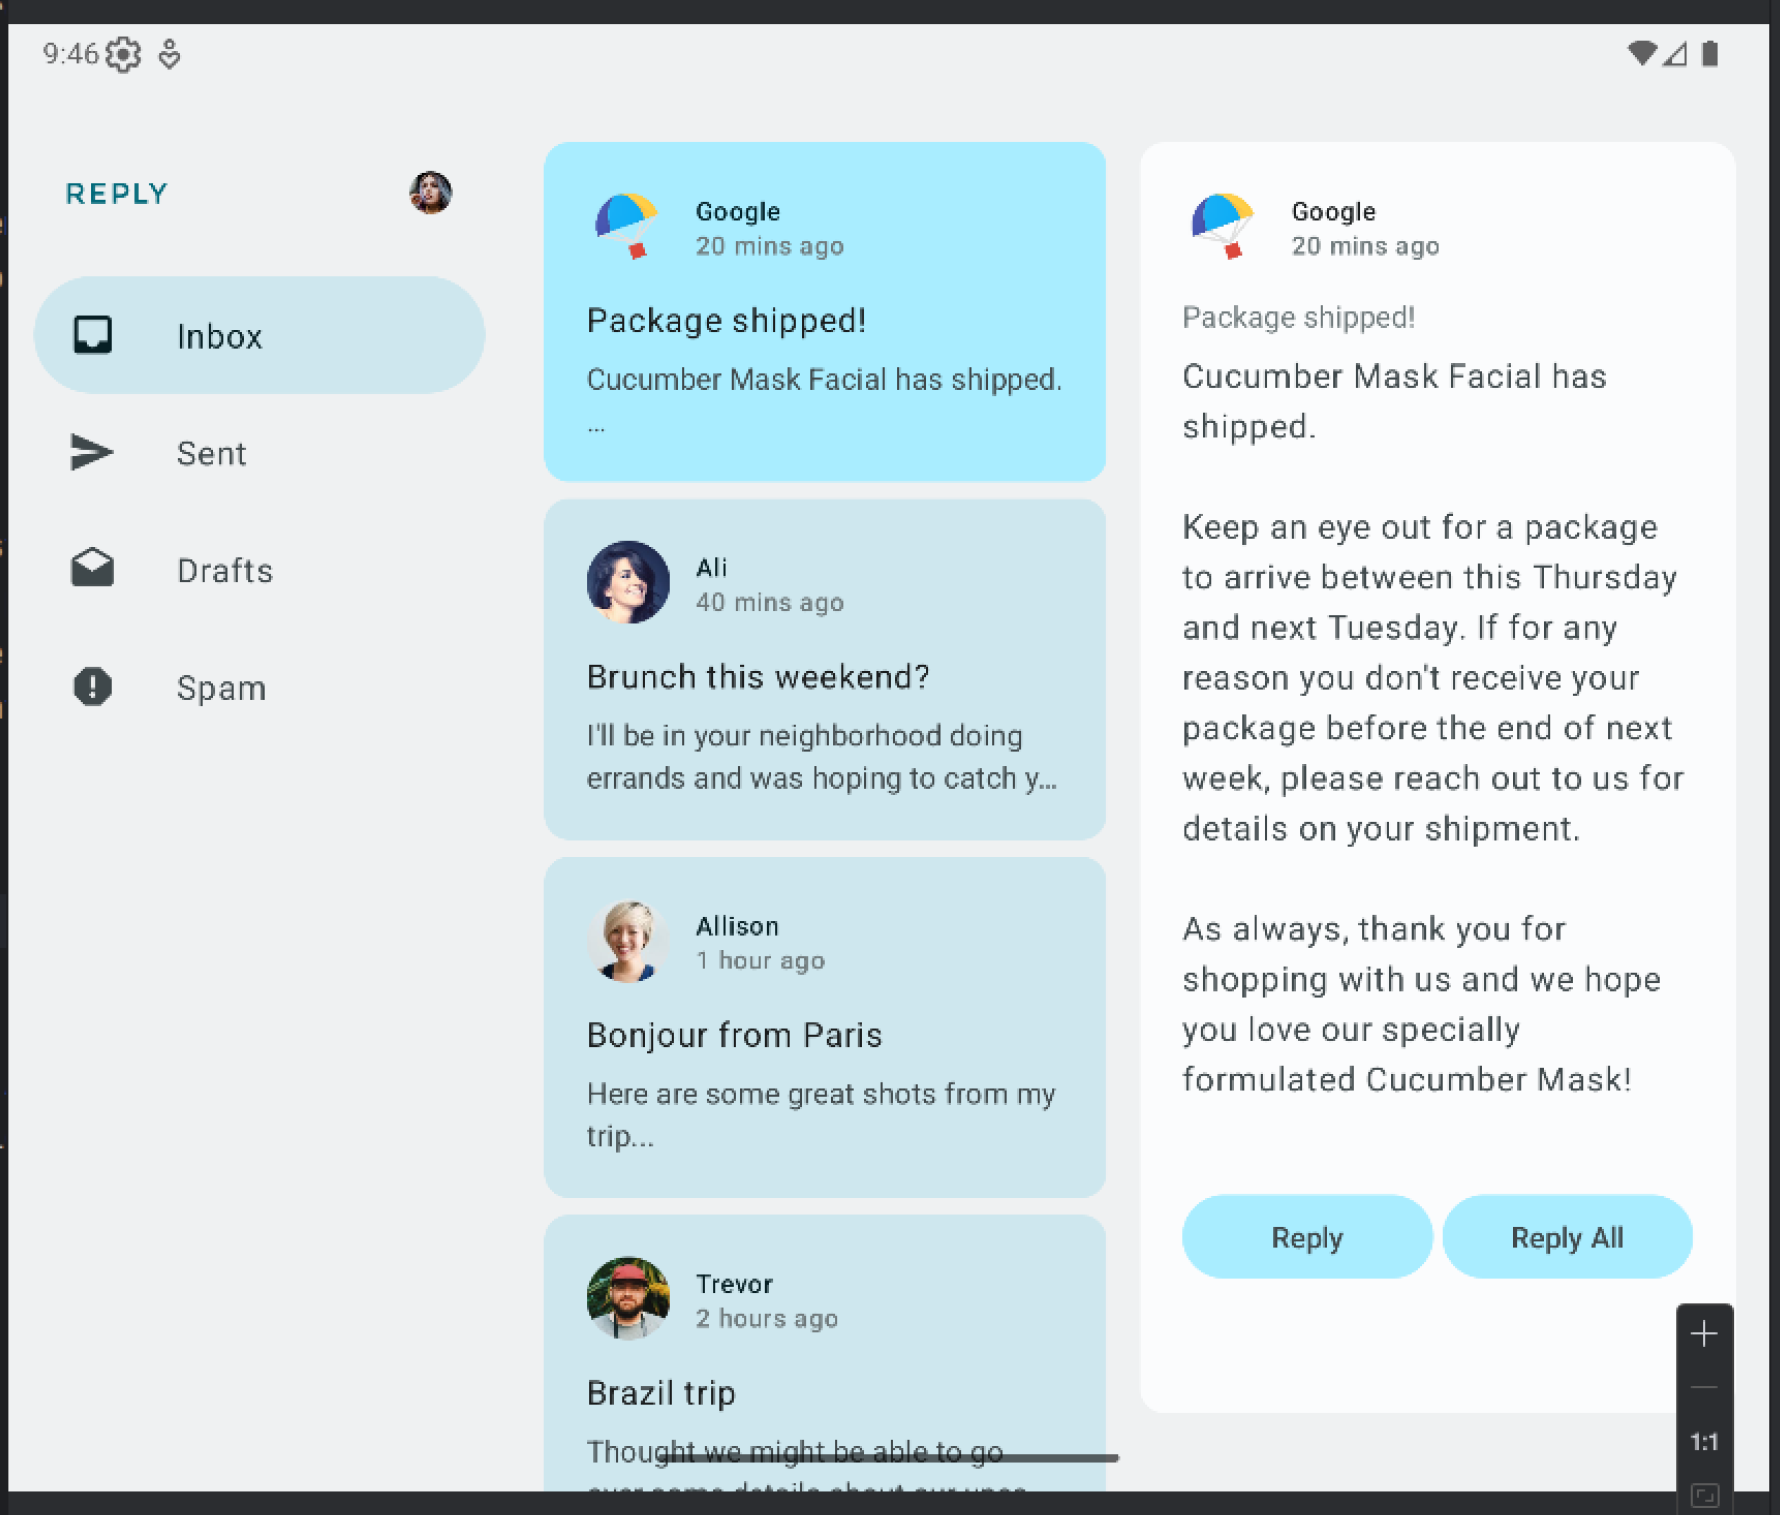 9:46
REPLY
Inbox
Sent
Drafts
Spam
Google
20 mins ago
Package shipped!
Cucumber Mask Facial has shipped.
...
Ali
40 mins ago
Brunch this weekend?
I'll be in your neighborhood doing
errands and was hoping to catch y...
Allison
1 hour ago
Bonjour from Paris
Here are some great shots from my
trip...
Trevor
2 hours ago
Brazil trip
Thought we might be able to go
over some details about our upco...
Google
20 mins ago
Package shipped!
Cucumber Mask Facial has
shipped.
Keep an eye out for a package
to arrive between this Thursday
and next Tuesday. If for any
reason you don't receive your
package before the end of next
week, please reach out to us for
details on your shipment.
As always, thank you for
shopping with us and we hope
you love our specially
formulated Cucumber Mask!
Reply
Reply All
1:1